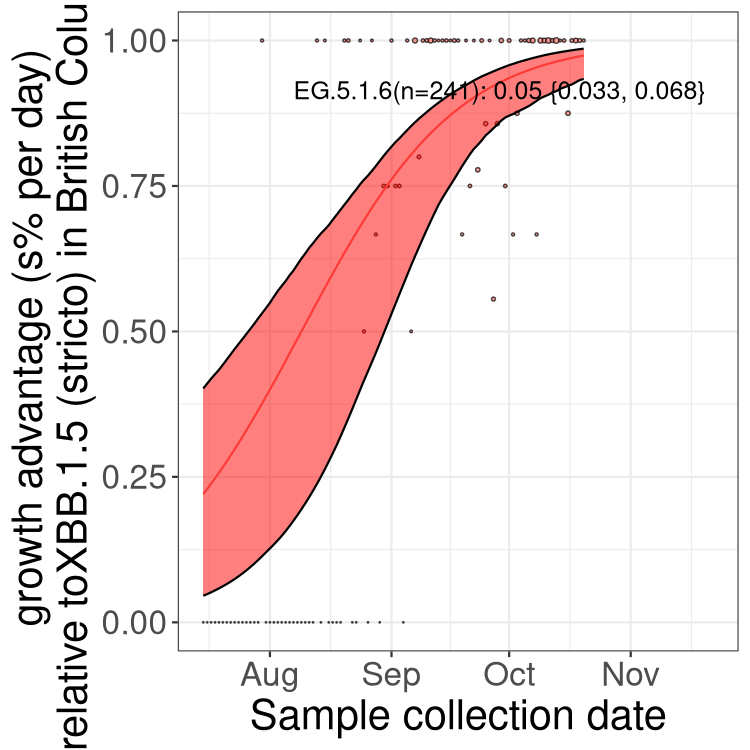 growth advantage (s% per day)
relative toXBB.1.5 (stricto) in British Colu
1.00
0.75
0.50
0.25
0.00
EG.5.1.6(n=241): 0.05 {0.033, 0.068}
Aug Sep Oct Nov
Sample collection date